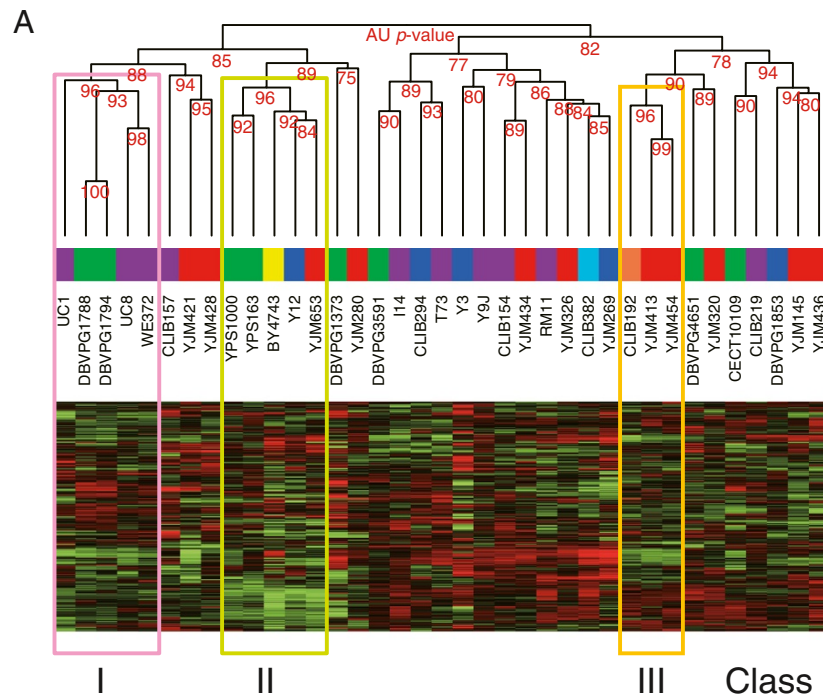 A
AU p-value
85
82
88
89
75
77
78
96
93
94
95
96
89
79
90
94
98
92
92
84
90
93
80
86
89
88
84
85
96
99
89
90
94
80
100
UC1
DBVPG1788
DBVPG1794
UC8
WE372
CLIB157
YJM421
YJM428
YPS1000
YPS163
BY4743
Y12
YJM653
DBVPG1373
YJM280
DBVPG3591
I14
CLIB294
T73
Y3
Y9J
CLIB154
YJM434
RM11
YJM326
CLIB382
YJM269
CLIB192
YJM413
YJM454
DBVPG4651
YJM320
CECT10109
CLIB219
DBVPG1853
YJM145
YJM436
I II III Class